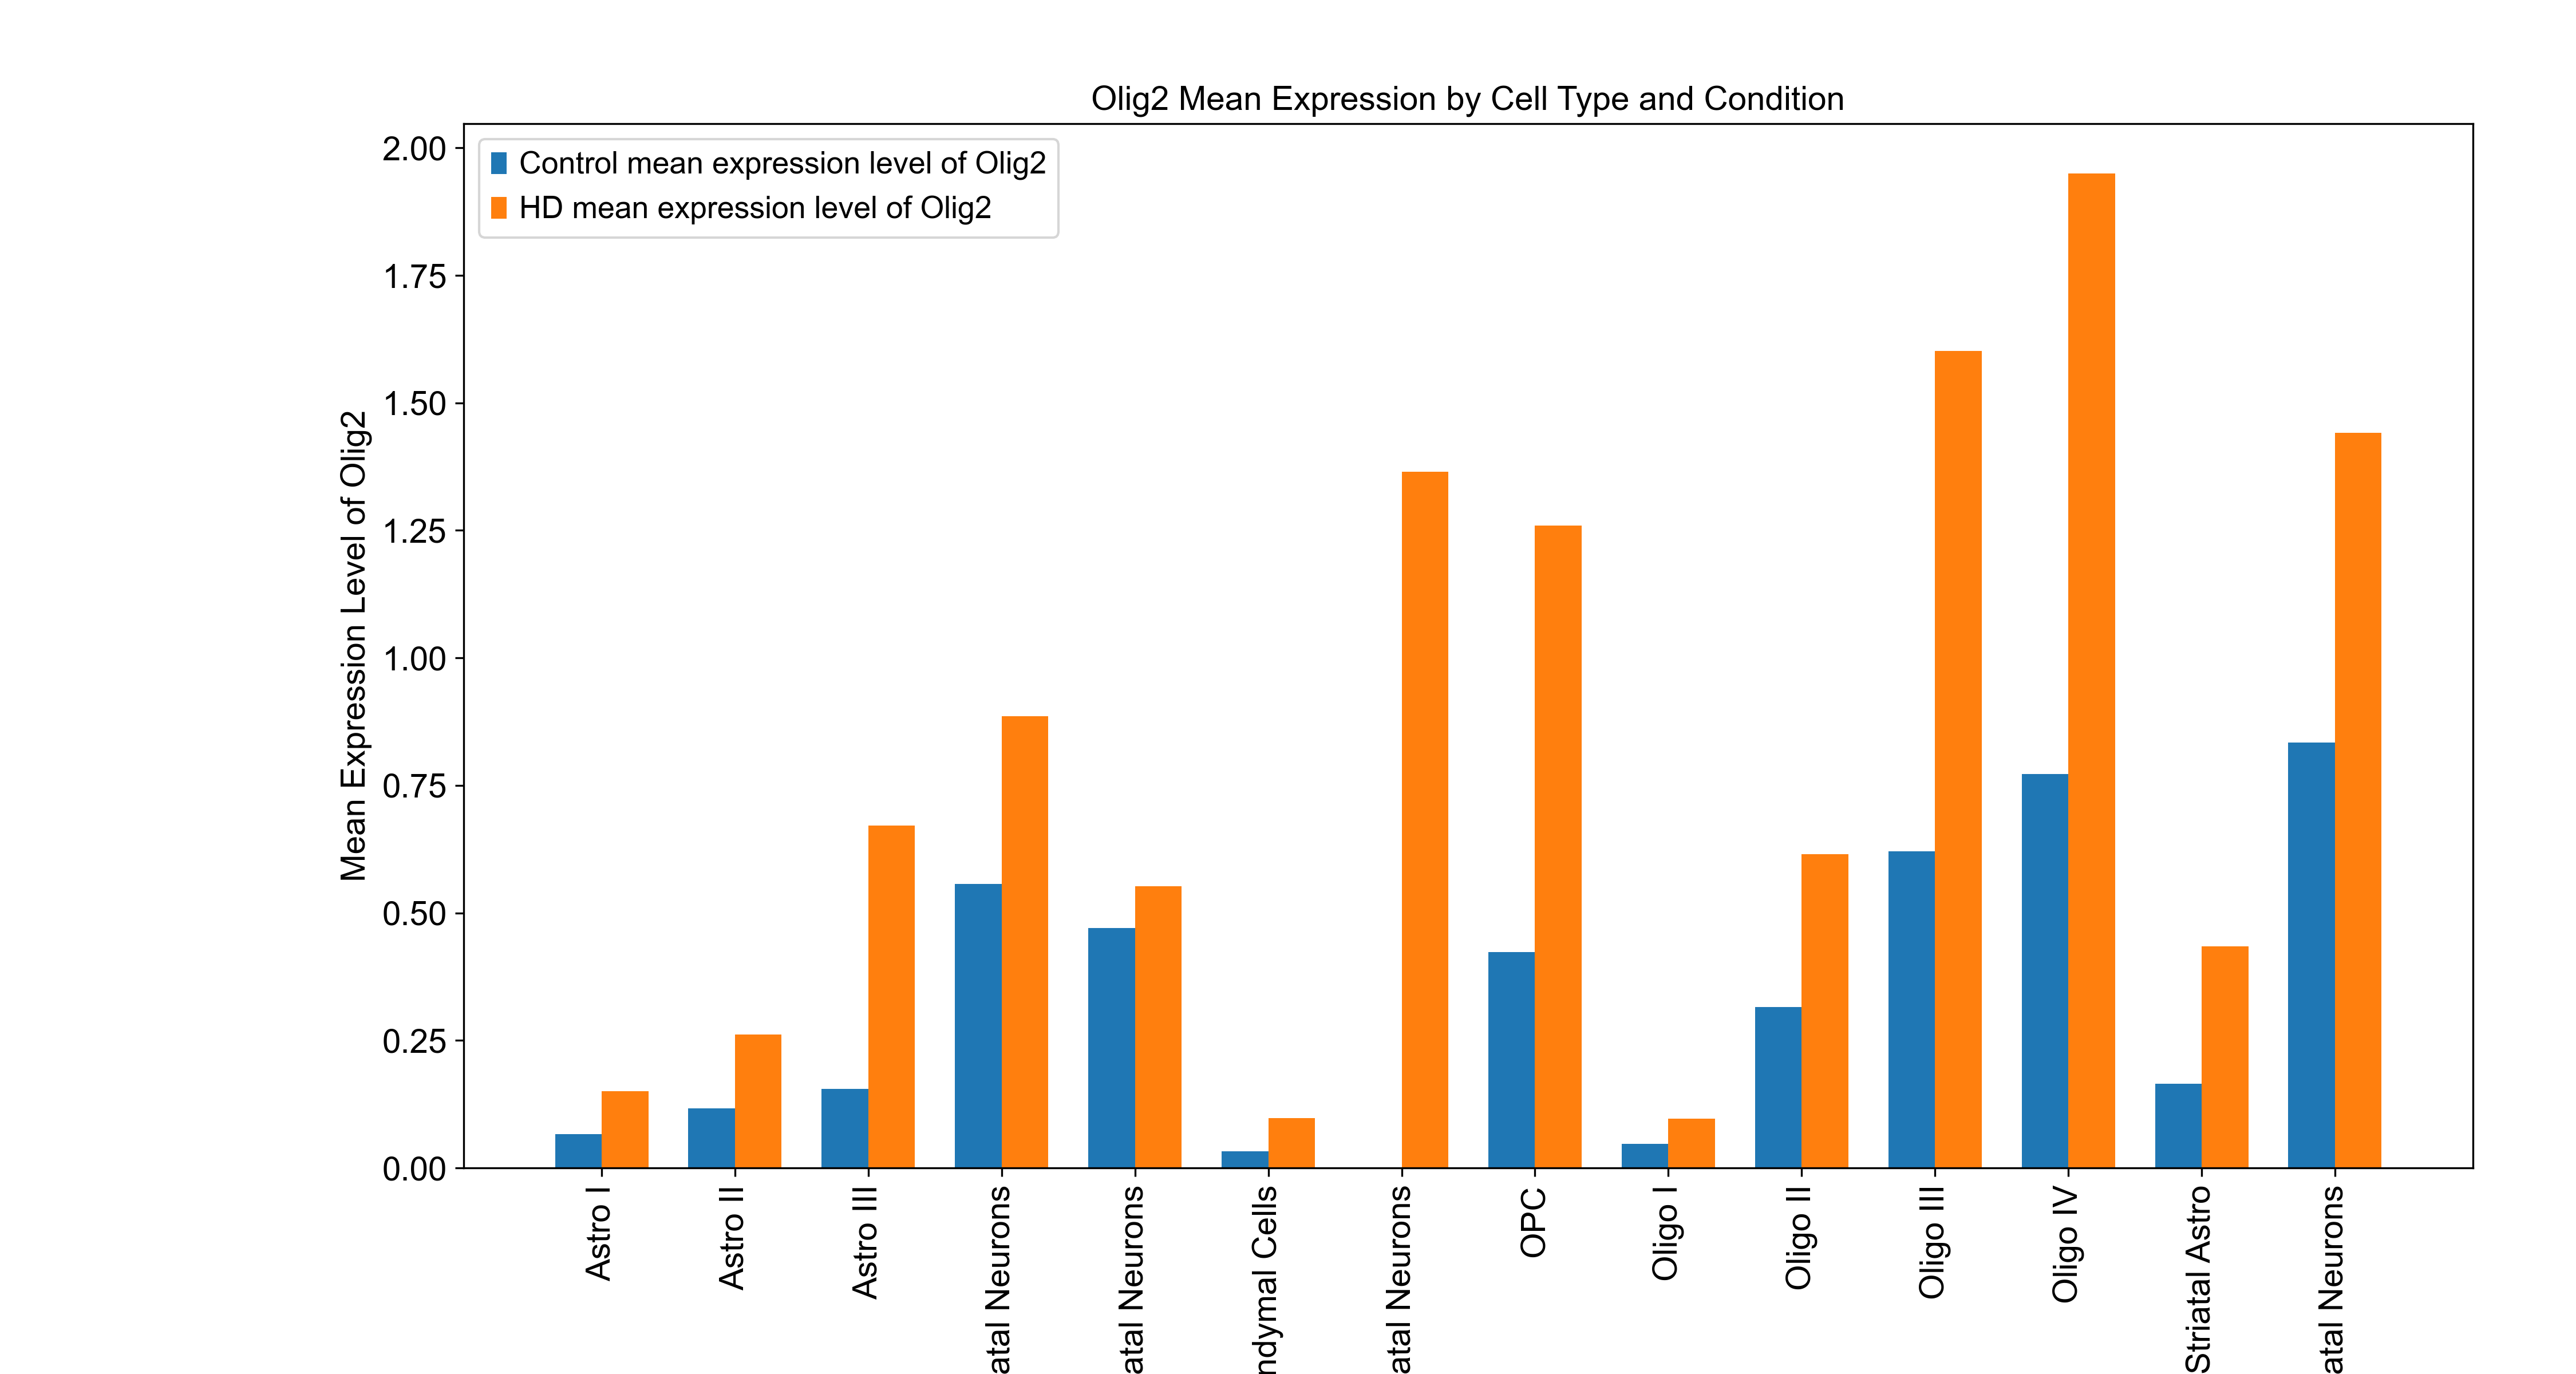 Olig2 Mean Expression by Cell Type and Condition
Control mean expression level of Olig2
HD mean expression level of Olig2
Mean Expression Level of Olig2
2.00
1.75
1.50
1.25
1.00
0.75
0.50
0.25
0.00
Astro I
Astro II
Astro III
atal Neurons
atal Neurons
ndymal Cells
atal Neurons
OPC
Oligo I
Oligo II
Oligo III
Oligo IV
Striatal Astro
atal Neurons